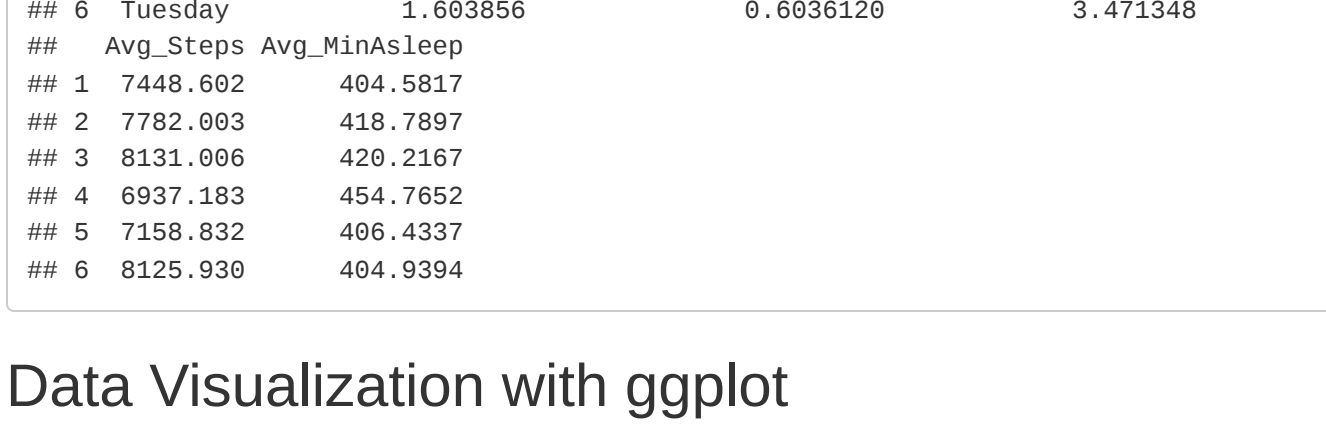 ## 6  Tuesday           1.603856              0.6036120            3.471348
##   Avg_Steps Avg_MinAsleep
## 1  7448.602      404.5817
## 2  7782.003      418.7897
## 3  8131.006      420.2167
## 4  6937.183      454.7652
## 5  7158.832      406.4337
## 6  8125.930      404.9394
Data Visualization with ggplot